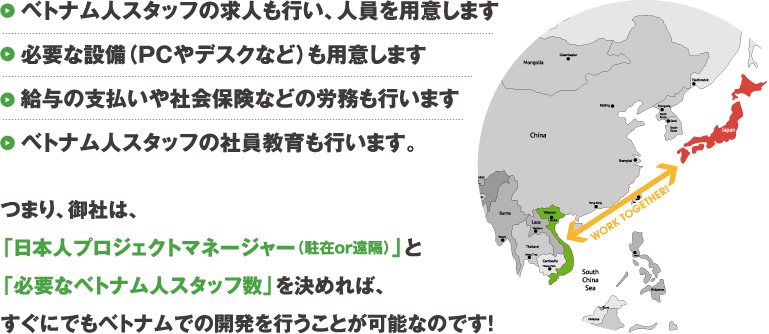 ベトナム人スタッフの求人も行い、人員を用意します
必要な設備（PCやデスクなど）も用意します
給与の支払いや社会保険などの労務も行います
ベトナム人スタッフの社員教育も行います。
つまり、御社は、
「日本人プロジェクトマネージャー（駐在or遠隔）」と
「必要なベトナム人スタッフ数」を決めれば、
すぐにでもベトナムでの開発を行うことが可能なのです!
Mongolia
China
Japan
WORK TOGETHER!
Burma
Laos
Thailand
Cambodia
South
China
Sea
Beijing
Shanghai
Hong Kong
Vietnam
Philippines